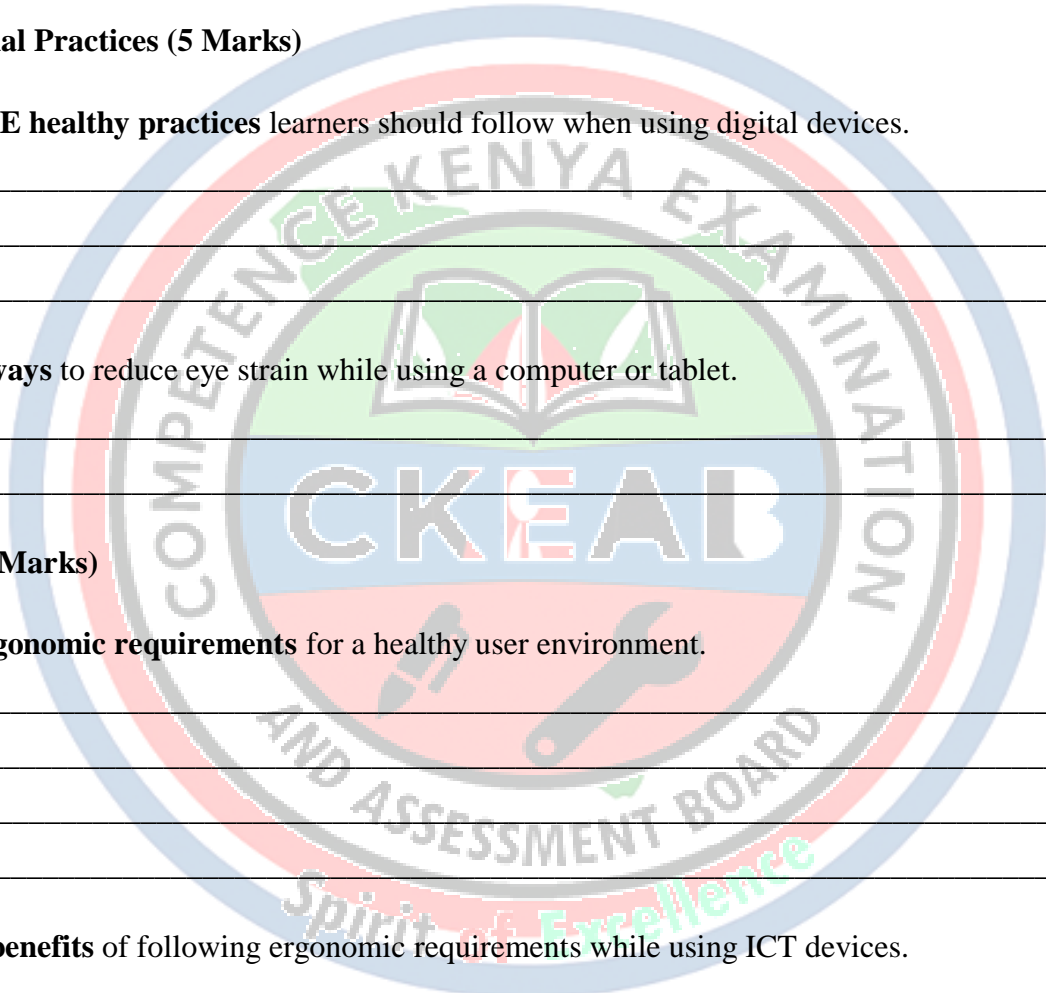 al Practices (5 Marks)
E healthy practices learners should follow when using digital devices.
ways to reduce eye strain while using a computer or tablet.
Marks)
gonomic requirements for a healthy user environment.
benefits of following ergonomic requirements while using ICT devices.
COMPETENCE KENYA EXAMINATION
CKEAB
AND ASSESSMENT BOARD
Spirit of Excellence